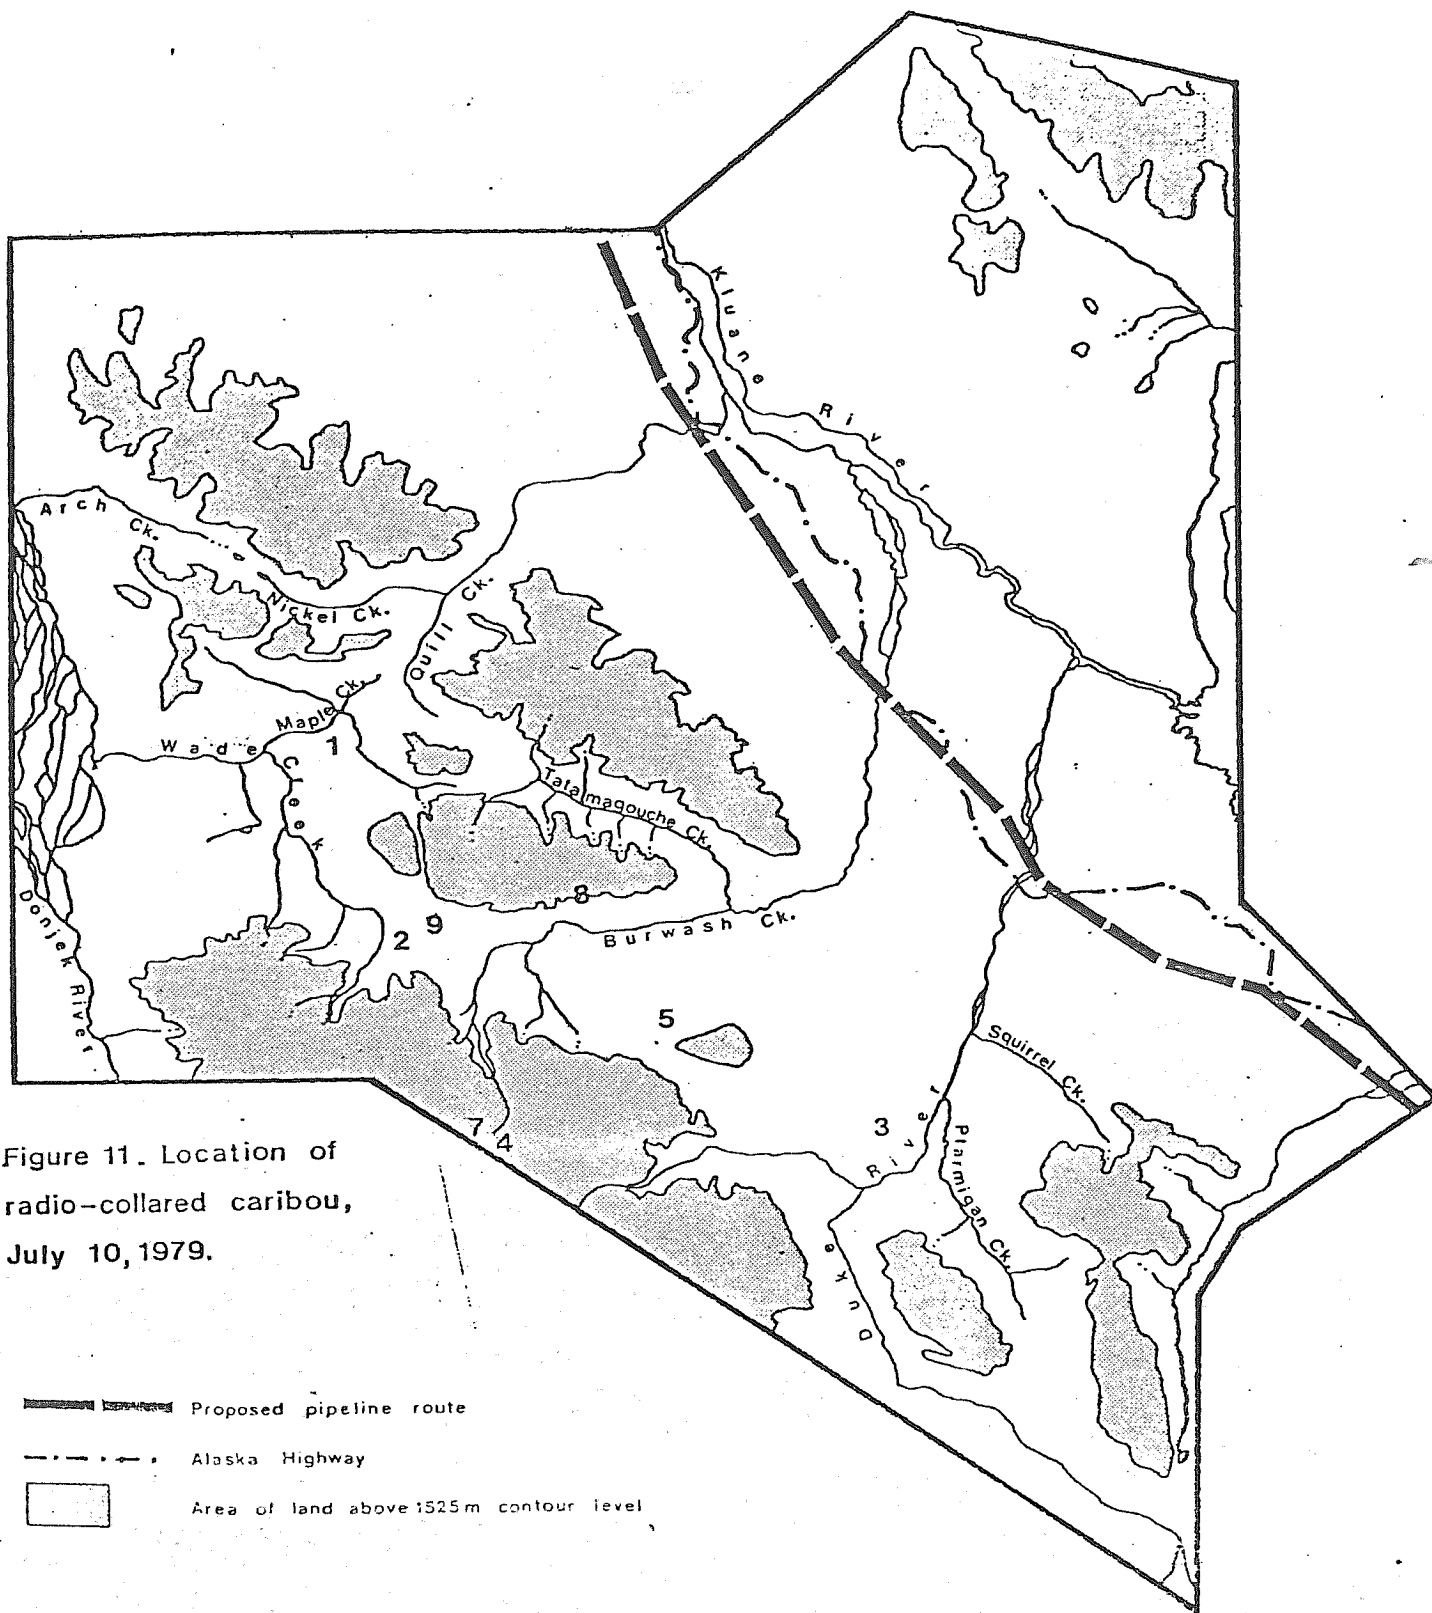 Kluane
River
Arch Ck.
Nickel Ck.
Quill Ck.
Maple Ck.
1
Wade
Creek
Tatamagouche Ck.
8
9
2
Burwash Ck.
Donjek River
5
Squirrel Ck.
3
7 4
River
Ptarmigan Ck.
Duke
Figure 11. Location of
radio-collared caribou,
July 10, 1979.
Proposed pipeline route
Alaska Highway
Area of land above 1525m contour level